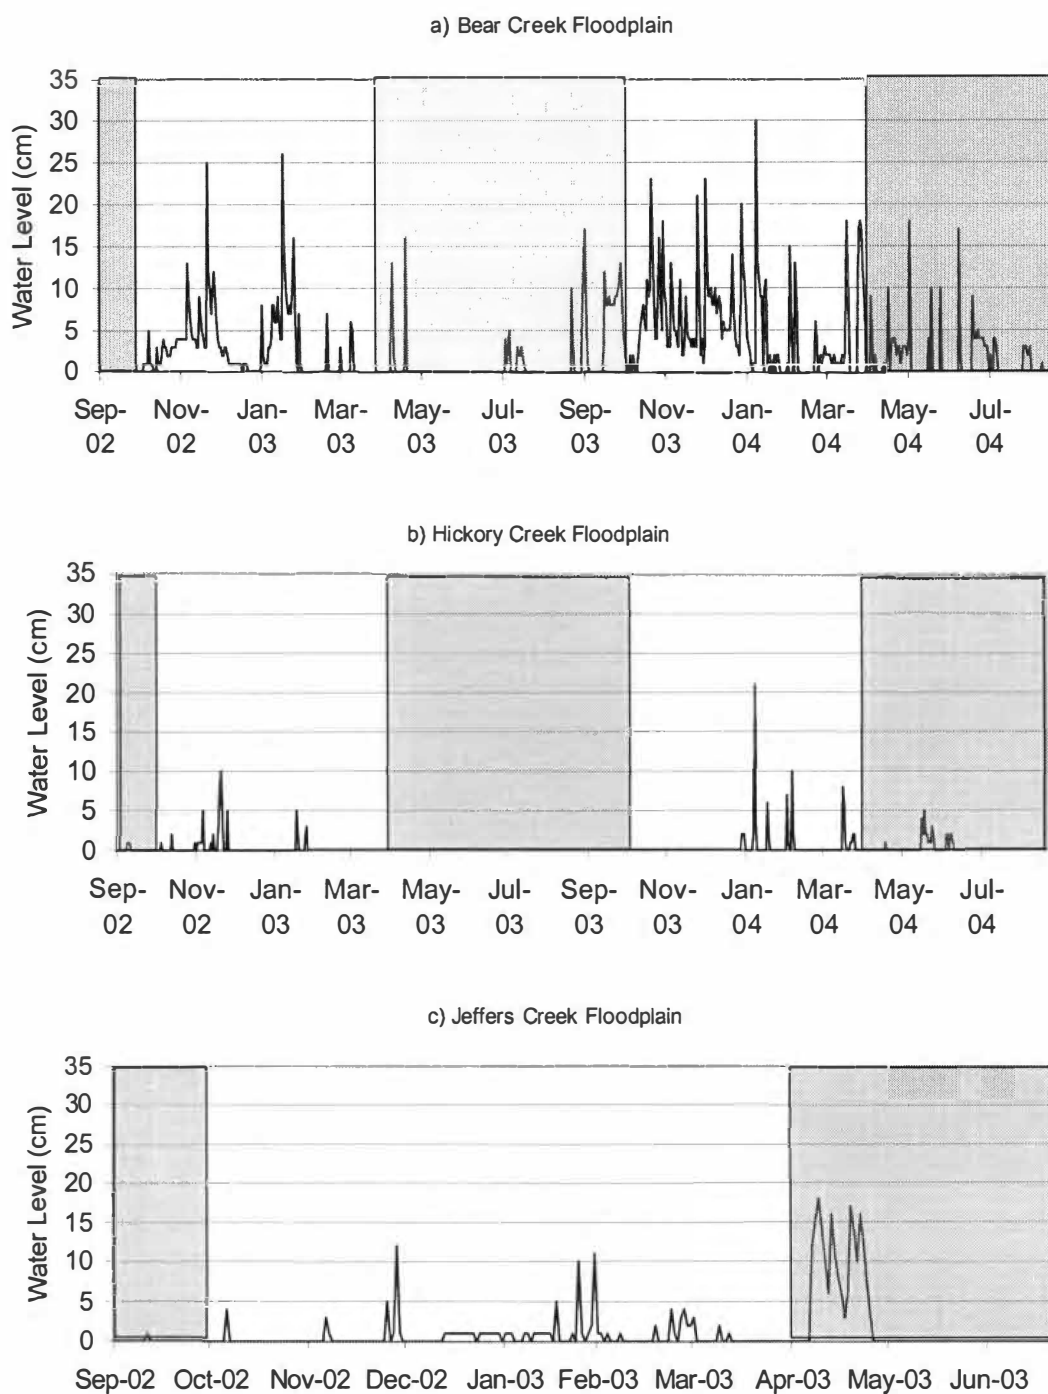 a) Bear Creek Floodplain
35
30
25
20
15
10
5
0
Water Level (cm)
Sep-02 Nov-02 Jan-03 Mar-03 May-03 Jul-03 Sep-03 Nov-03 Jan-04 Mar-04 May-04 Jul-04
b) Hickory Creek Floodplain
35
30
25
20
15
10
5
0
Water Level (cm)
Sep-02 Nov-02 Jan-03 Mar-03 May-03 Jul-03 Sep-03 Nov-03 Jan-04 Mar-04 May-04 Jul-04
c) Jeffers Creek Floodplain
35
30
25
20
15
10
5
0
Water Level (cm)
Sep-02 Oct-02 Nov-02 Dec-02 Jan-03 Feb-03 Mar-03 Apr-03 May-03 Jun-03